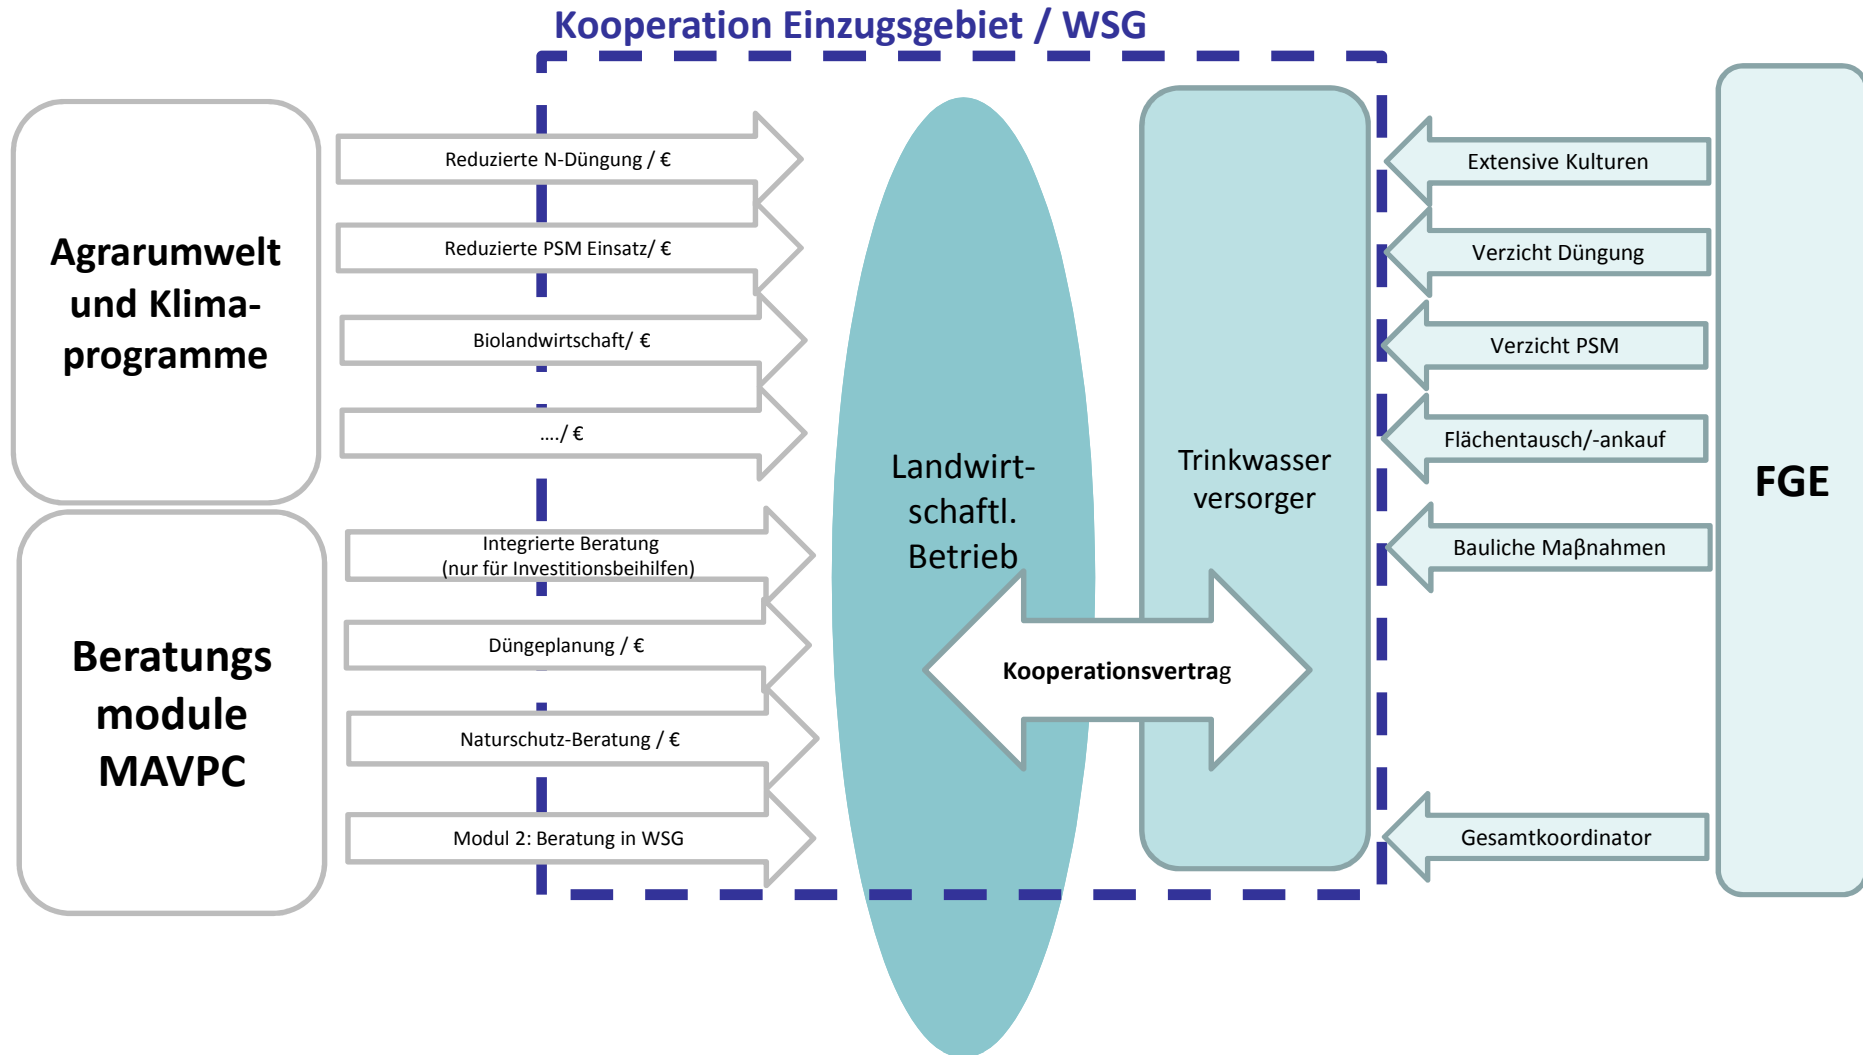 Kooperation Einzugsgebiet / WSG
Agrarumwelt
und Klima-
programme
Reduzierte N-Düngung / €
Reduzierte PSM Einsatz/ €
Biolandwirtschaft/ €
…./ €
Beratungs
module
MAVPC
Integrierte Beratung
(nur für Investitionsbeihilfen)
Düngeplanung / €
Naturschutz-Beratung / €
Modul 2: Beratung in WSG
Landwirt-
schaftl.
Betrieb
Kooperationsvertrag
Trinkwasser
versorger
Extensive Kulturen
Verzicht Düngung
Verzicht PSM
Flächentausch/-ankauf
Bauliche Maβnahmen
Gesamtkoordinator
FGE